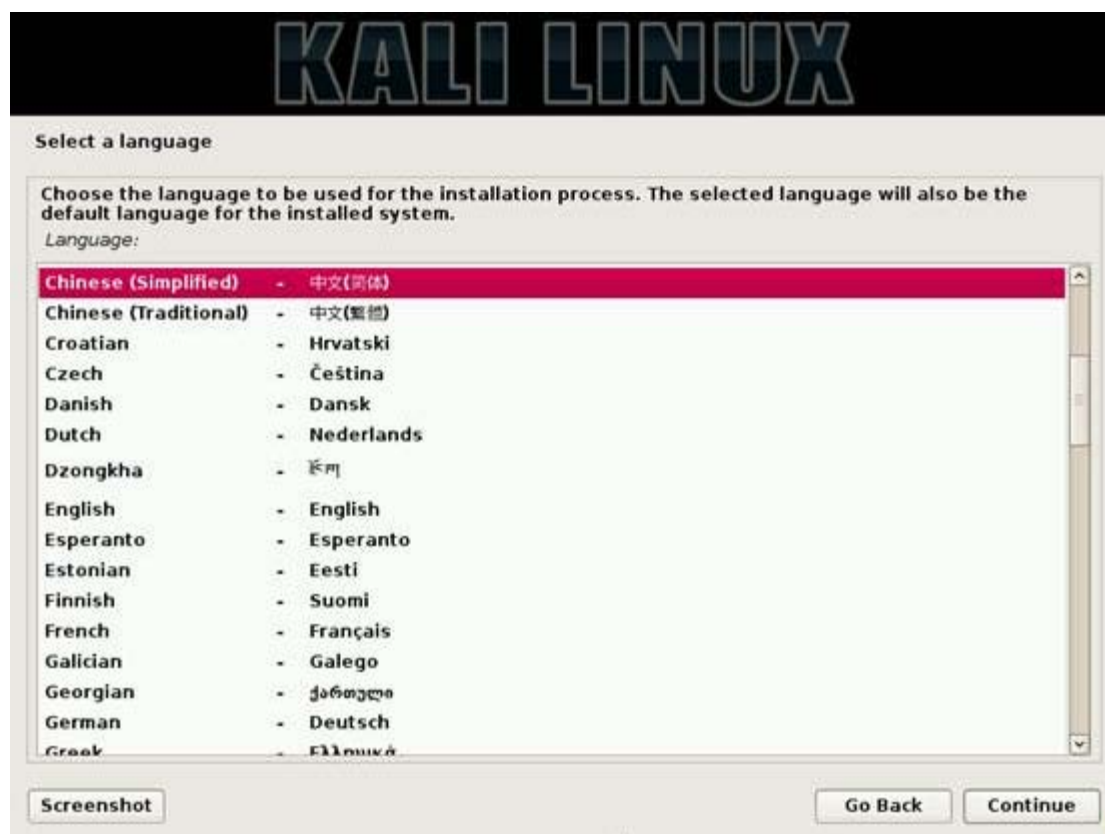 KALI LINUX
Select a language
Choose the language to be used for the installation process. The selected language will also be the
default language for the installed system.
Language:
Chinese (Simplified) - 中文(简体)
Chinese (Traditional) - 中文(繁體)
Croatian - Hrvatski
Czech - Čeština
Danish - Dansk
Dutch - Nederlands
Dzongkha - རྫོང་ཁ
English - English
Esperanto - Esperanto
Estonian - Eesti
Finnish - Suomi
French - Français
Galician - Galego
Georgian - ქართული
German - Deutsch
Greek - Ελληνικά
Screenshot Go Back Continue